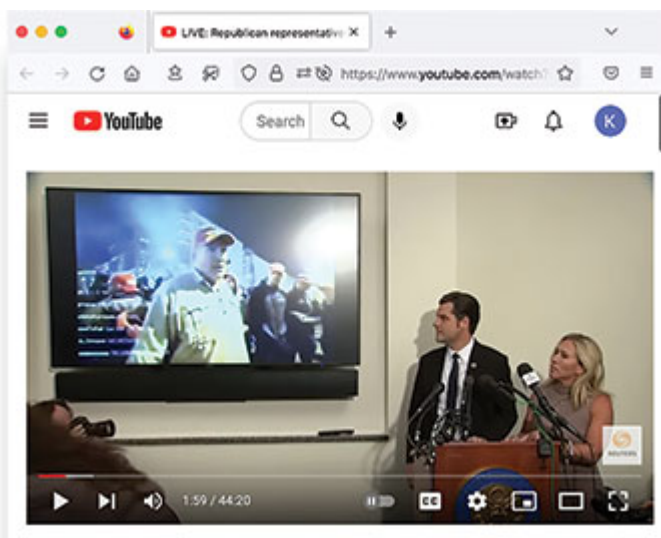 LIVE: Republican representative
https://www.youtube.com/watch?
YouTube
Search
K
REUTERS
1:59 / 44:20
CC